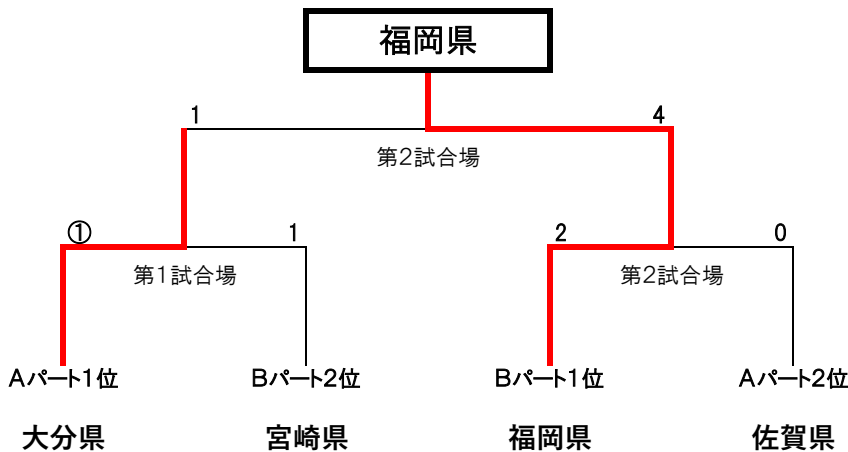 福岡県
1
4
第2試合場
①
1
2
0
第1試合場
第2試合場
Aパート1位
Bパート2位
Bパート1位
Aパート2位
大分県
宮崎県
福岡県
佐賀県